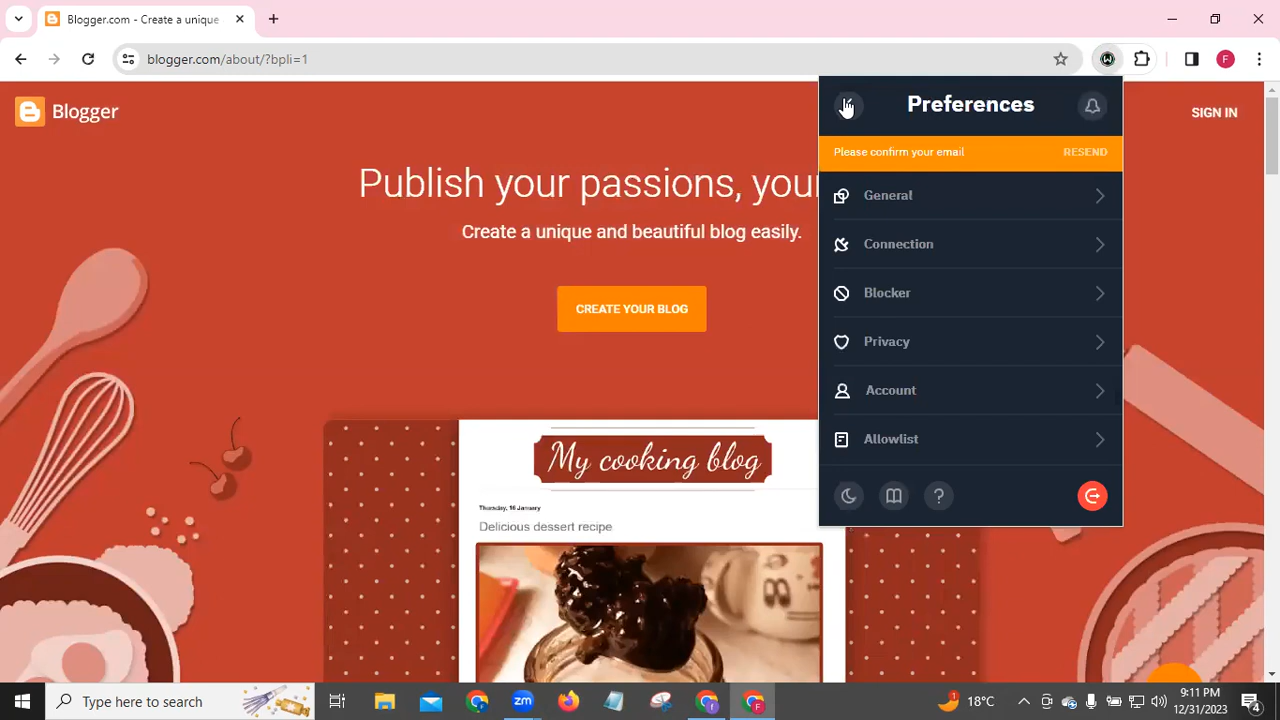 Blogger.com - Create a unique
blogger.com/about/?bpli=1
F
Blogger
SIGN IN
Publish your passions, your
Create a unique and beautiful blog easily.
CREATE YOUR BLOG
Preferences
Please confirm your email
RESEND
General
Connection
Blocker
Privacy
Account
Allowlist
My cooking blog
Thursday, 16 January
Delicious dessert recipe
Type here to search
zm
F
1
18°C
9:11 PM
12/31/2023
4